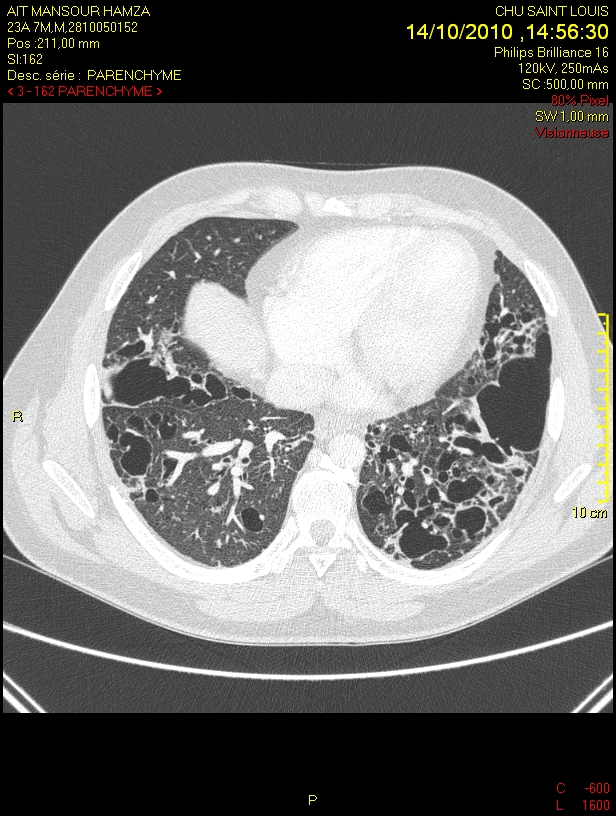 AIT MANSOUR HAMZA
23A 7M,M,2810050152
Pos :211,00 mm
SI:162
Desc. série : PARENCHYME
< 3 - 162 PARENCHYME >
CHU SAINT LOUIS
14/10/2010 ,14:56:30
Philips Brilliance 16
120kV, 250mAs
SC :500,00 mm
80% Pixel
SW 1,00 mm
Visionneuse
R
10 cm
P
C -600
L 1600